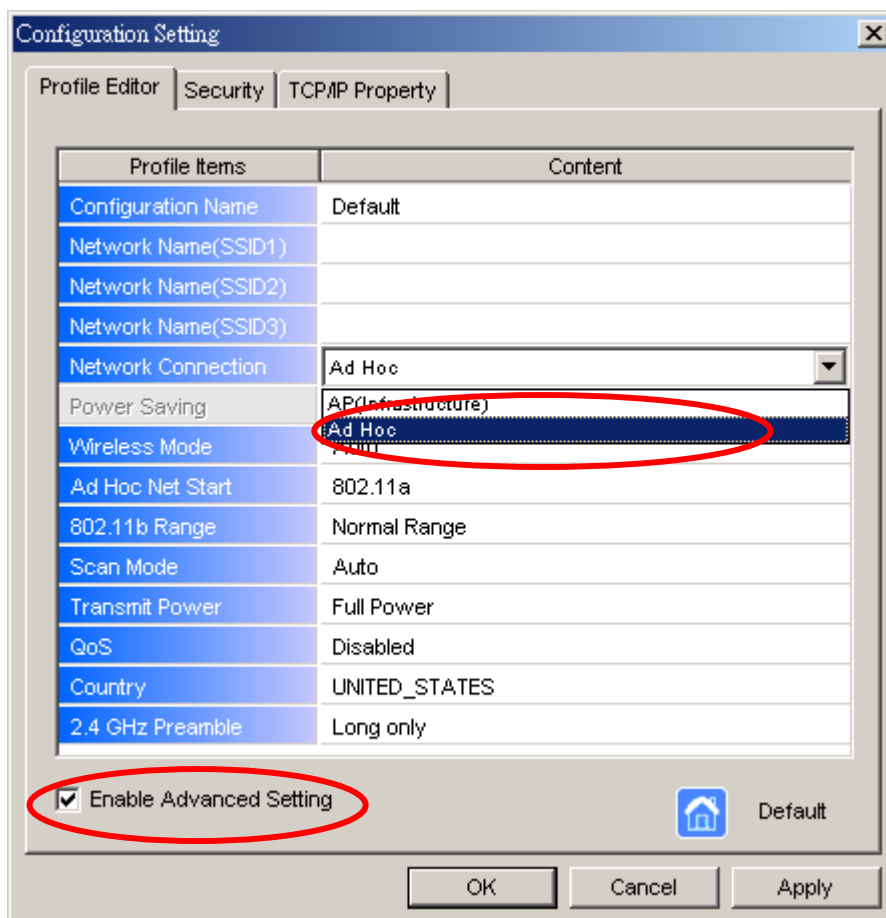 Configuration Setting
Profile Editor Security TCP/IP Property
Profile Items Content
Configuration Name Default
Network Name(SSID1)
Network Name(SSID2)
Network Name(SSID3)
Network Connection Ad Hoc
Power Saving AP(Infrastructure)
Ad Hoc
Wireless Mode Auto
Ad Hoc Net Start 802.11a
802.11b Range Normal Range
Scan Mode Auto
Transmit Power Full Power
QoS Disabled
Country UNITED_STATES
2.4 GHz Preamble Long only
Enable Advanced Setting Default
OK Cancel Apply